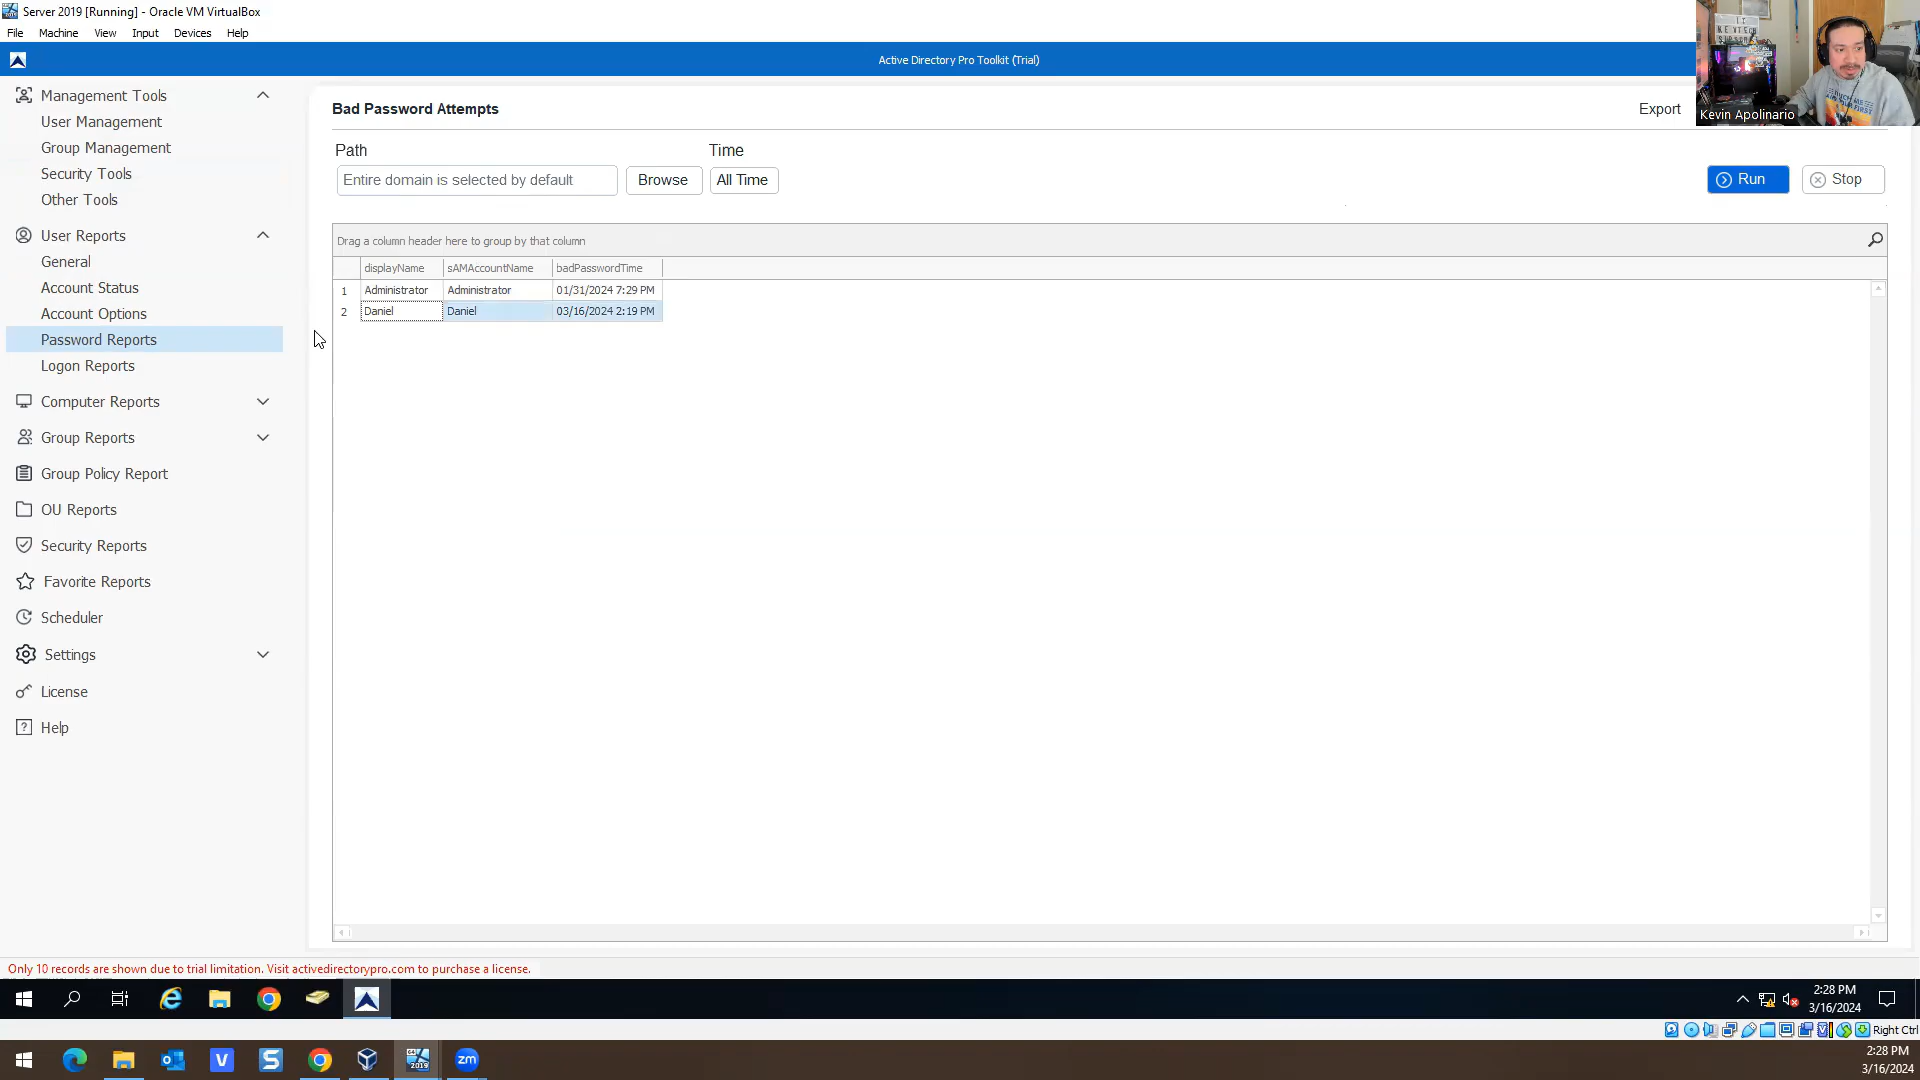 Server 2019 [Running] - Oracle VM VirtualBox
File Machine View Input Devices Help
Active Directory Pro Toolkit (Trial)
Kevin Apolinario
Management Tools
User Management
Group Management
Security Tools
Other Tools
User Reports
General
Account Status
Account Options
Password Reports
Logon Reports
Computer Reports
Group Reports
Group Policy Report
OU Reports
Security Reports
Favorite Reports
Scheduler
Settings
License
Help
Bad Password Attempts Export
Path Time
Entire domain is selected by default Browse All Time Run Stop
Drag a column header here to group by that column
displayName sAMAccountName badPasswordTime
1 Administrator Administrator 01/31/2024 7:29 PM
2 Daniel Daniel 03/16/2024 2:19 PM
Only 10 records are shown due to trial limitation. Visit activedirectorypro.com to purchase a license.
2:28 PM
3/16/2024
Right Ctrl
2:28 PM
3/16/2024